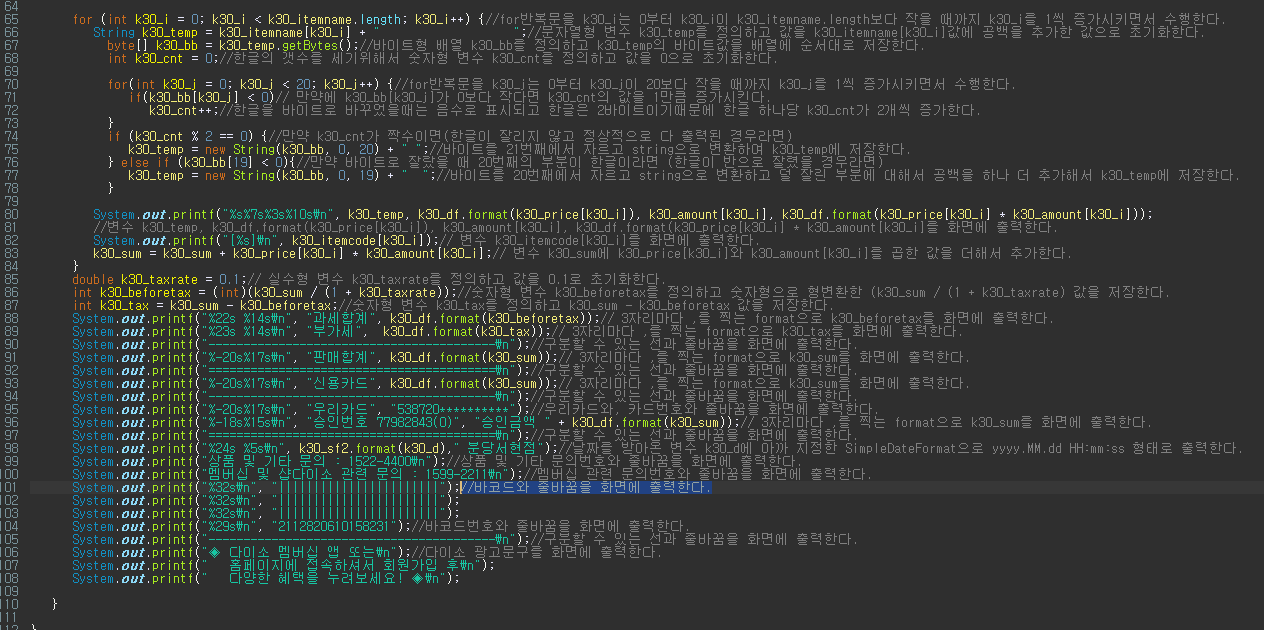 64
65 for (int k30_i = 0; k30_i < k30_itemname.length; k30_i++) {//for반복문을 k30_i는 0부터 k30_i이 k30_itemname.length보다 작을 때까지 k30_i를 1씩 증가시키면서 수행한다.
66 String k30_temp = k30_itemname[k30_i] + "                    ";//문자열형 변수 k30_temp를 정의하고 값을 k30_itemname[k30_i]값에 공백을 추가한 값으로 초기화한다.
67 byte[] k30_bb = k30_temp.getBytes();//바이트형 배열 k30_bb를 정의하고 k30_temp의 바이트값을 배열에 순서대로 저장한다.
68 int k30_cnt = 0;//한글의 갯수를 세기위해서 숫자형 변수 k30_cnt를 정의하고 값을 0으로 초기화한다.
69
70 for(int k30_j = 0; k30_j < 20; k30_j++) {//for반복문을 k30_j는 0부터 k30_j이 20보다 작을 때까지 k30_j를 1씩 증가시키면서 수행한다.
71 if(k30_bb[k30_j] < 0)// 만약에 k30_bb[k30_j]가 0보다 작다면 k30_cnt의 값을 1만큼 증가시킨다.
72 k30_cnt++;//한글을 바이트로 바꾸었을때는 음수로 표시되고 한글은 2바이트이기때문에 한글 하나당 k30_cnt가 2개씩 증가한다.
73 }
74 if (k30_cnt % 2 == 0) {//만약 k30_cnt가 짝수이면(한글이 잘리지 않고 정상적으로 다 출력된 경우라면)
75 k30_temp = new String(k30_bb, 0, 20) + " ";//바이트를 21번째에서 자르고 string으로 변환하여 k30_temp에 저장한다.
76 } else if (k30_bb[19] < 0){//만약 바이트로 잘랐을 때 20번째의 부분이 한글이라면 (한글이 반으로 잘렸을 경우라면)
77 k30_temp = new String(k30_bb, 0, 19) + "  ";//바이트를 20번째에서 자르고 string으로 변환하고 덜 잘린 부분에 대해서 공백을 하나 더 추가해서 k30_temp에 저장한다.
78 }
79
80 System.out.printf("%s%7s%3s%10s\n", k30_temp, k30_df.format(k30_price[k30_i]), k30_amount[k30_i], k30_df.format(k30_price[k30_i] * k30_amount[k30_i]));
81 //변수 k30_temp, k30_df.format(k30_price[k30_i]), k30_amount[k30_i], k30_df.format(k30_price[k30_i] * k30_amount[k30_i]를 화면에 출력한다.
82 System.out.printf("[%s]\n", k30_itemcode[k30_i]);// 변수 k30_itemcode[k30_i]를 화면에 출력한다.
83 k30_sum = k30_sum + k30_price[k30_i] * k30_amount[k30_i];// 변수 k30_sum에 k30_price[k30_i]와 k30_amount[k30_i]를 곱한 값을 더해서 추가한다.
84 }
85 double k30_taxrate = 0.1;// 실수형 변수 k30_taxrate를 정의하고 값을 0.1로 초기화한다.
86 int k30_beforetax = (int)(k30_sum / (1 + k30_taxrate));//숫자형 변수 k30_beforetax를 정의하고 숫자형으로 형변환한 (k30_sum / (1 + k30_taxrate) 값을 저장한다.
87 int k30_tax = k30_sum - k30_beforetax;//숫자형 변수 k30_tax를 정의하고 k30_sum - k30_beforetax 값을 저장한다.
88 System.out.printf("%22s %14s\n", "과세합계", k30_df.format(k30_beforetax));// 3자리마다 ,를 찍는 format으로 k30_beforetax를 화면에 출력한다.
89 System.out.printf("%23s %14s\n", "부가세", k30_df.format(k30_tax));// 3자리마다 ,를 찍는 format으로 k30_tax를 화면에 출력한다.
90 System.out.printf("-----------------------------------------\n");//구분할 수 있는 선과 줄바꿈을 화면에 출력한다.
91 System.out.printf("%-20s%17s\n", "판매합계", k30_df.format(k30_sum));// 3자리마다 ,를 찍는 format으로 k30_sum를 화면에 출력한다.
92 System.out.printf("=========================================\n");//구분할 수 있는 선과 줄바꿈을 화면에 출력한다.
93 System.out.printf("%-20s%17s\n", "신용카드", k30_df.format(k30_sum));// 3자리마다 ,를 찍는 format으로 k30_sum를 화면에 출력한다.
94 System.out.printf("-----------------------------------------\n");//구분할 수 있는 선과 줄바꿈을 화면에 출력한다.
95 System.out.printf("%-20s%17s\n", "우리카드", "538720**********");//우리카드와, 카드번호와 줄바꿈을 화면에 출력한다.
96 System.out.printf("%-18s%15s\n", "승인번호 77982843(0)", "승인금액 " + k30_df.format(k30_sum));// 3자리마다 ,를 찍는 format으로 k30_sum를 화면에 출력한다.
97 System.out.printf("=========================================\n");//구분할 수 있는 선과 줄바꿈을 화면에 출력한다.
98 System.out.printf("%24s %5s\n", k30_sf2.format(k30_d), "분당서현점");//날짜를 받아온 변수 k30_d에 아까 지정한 SimpleDateFormat으로 yyyy.MM.dd HH:mm:ss 형태로 출력한다.
99 System.out.printf("상품 및 기타 문의 : 1522-4400\n");//상품 및 기타 문의번호와 줄바꿈을 화면에 출력한다.
100 System.out.printf("멤버십 및 샵다이소 관련 문의 : 1599-2211\n");//멤버십 관련 문의번호와 줄바꿈을 화면에 출력한다.
101 System.out.printf("%32s\n", "|||||||||||||||||||||||");//바코드와 줄바꿈을 화면에 출력한다.
102 System.out.printf("%32s\n", "|||||||||||||||||||||||");
103 System.out.printf("%32s\n", "|||||||||||||||||||||||");
104 System.out.printf("%29s\n", "2112820610158231");//바코드번호와 줄바꿈을 화면에 출력한다.
105 System.out.printf("-----------------------------------------\n");//구분할 수 있는 선과 줄바꿈을 화면에 출력한다.
106 System.out.printf("◈ 다이소 멤버십 앱 또는\n");//다이소 광고문구를 화면에 출력한다.
107 System.out.printf("   홈페이지에 접속하셔서 회원가입 후\n");
108 System.out.printf("   다양한 혜택을 누려보세요! ◈\n");
109
110 }
111
112 }